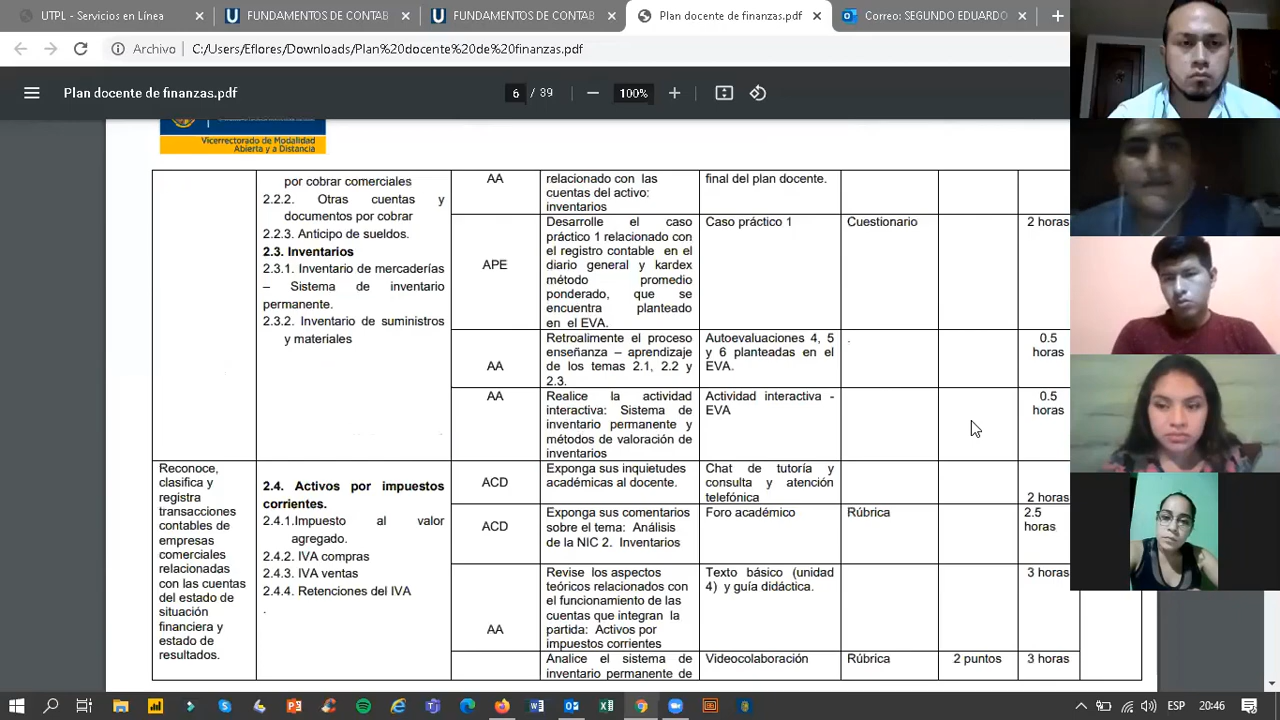 UTPL - Servicios en Línea
FUNDAMENTOS DE CONTAB
FUNDAMENTOS DE CONTAB
Plan docente de finanzas.pdf
Correo: SEGUNDO EDUARDO
Archivo
C:/Users/Eflores/Downloads/Plan%20docente%20de%20finanzas.pdf
Plan docente de finanzas.pdf
6 / 39
100%
Vicerrectorado de Modalidad
Abierta y a Distancia
por cobrar comerciales
2.2.2. Otras cuentas y
documentos por cobrar
2.2.3. Anticipo de sueldos.
2.3. Inventarios
2.3.1. Inventario de mercaderías
– Sistema de inventario
permanente.
2.3.2. Inventario de suministros
y materiales
AA
relacionado con las
cuentas del activo:
inventarios
final del plan docente.
APE
Desarrolle el caso
práctico 1 relacionado con
el registro contable en el
diario general y kardex
método promedio
ponderado, que se
encuentra planteado
en el EVA.
Caso práctico 1
Cuestionario
2 horas
AA
Retroalimente el proceso
enseñanza – aprendizaje
de los temas 2.1, 2.2 y
2.3.
Autoevaluaciones 4, 5
y 6 planteadas en el
EVA.
.
0.5
horas
AA
Realice la actividad
interactiva: Sistema de
inventario permanente y
métodos de valoración de
inventarios
Actividad interactiva -
EVA
0.5
horas
Reconoce,
clasifica y
registra
transacciones
contables de
empresas
comerciales
relacionadas
con las cuentas
del estado de
situación
financiera y
estado de
resultados.
2.4. Activos por impuestos
corrientes.
2.4.1.Impuesto al valor
agregado.
2.4.2. IVA compras
2.4.3. IVA ventas
2.4.4. Retenciones del IVA
.
ACD
Exponga sus inquietudes
académicas al docente.
Chat de tutoría y
consulta y atención
telefónica
2 horas
ACD
Exponga sus comentarios
sobre el tema: Análisis
de la NIC 2. Inventarios
Foro académico
Rúbrica
2.5
horas
AA
Revise los aspectos
teóricos relacionados con
el funcionamiento de las
cuentas que integran la
partida: Activos por
impuestos corrientes
Texto básico (unidad
4) y guía didáctica.
3 horas
Analice el sistema de
inventario permanente de
Videocolaboración
Rúbrica
2 puntos
3 horas
ESP
20:46